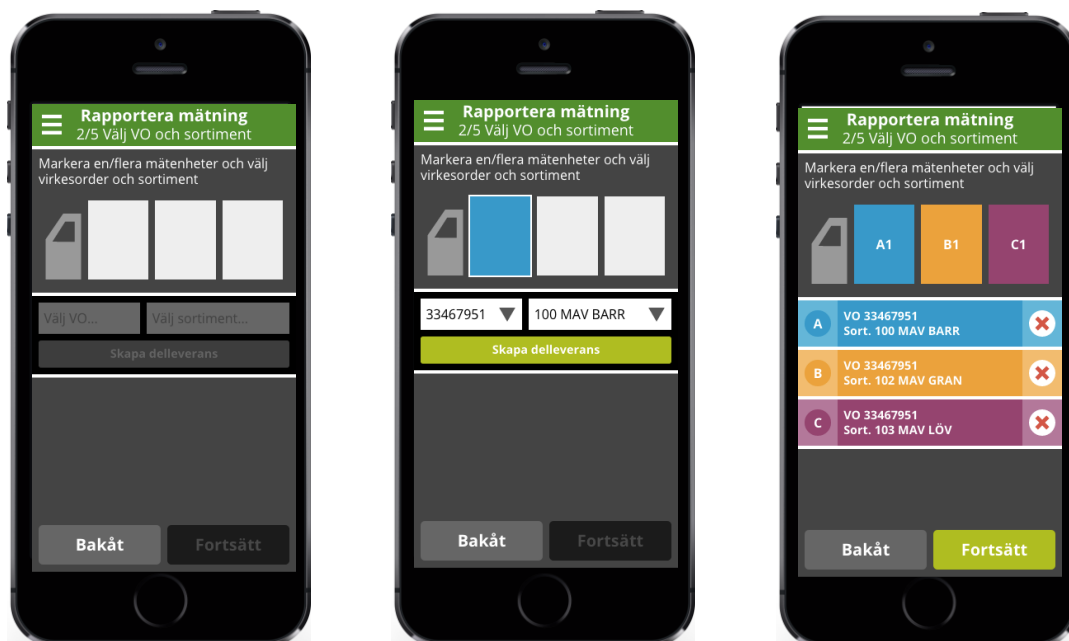 Rapportera mätning
2/5 Välj VO och sortiment
Markera en/flera mätenheter och välj
virkesorder och sortiment
Välj VO...
Välj sortiment...
Skapa delleverans
Bakåt
Fortsätt
Rapportera mätning
2/5 Välj VO och sortiment
Markera en/flera mätenheter och välj
virkesorder och sortiment
33467951
100 MAV BARR
Skapa delleverans
Bakåt
Fortsätt
Rapportera mätning
2/5 Välj VO och sortiment
Markera en/flera mätenheter och välj
virkesorder och sortiment
A1
B1
C1
A
VO 33467951
Sort. 100 MAV BARR
B
VO 33467951
Sort. 102 MAV GRAN
C
VO 33467951
Sort. 103 MAV LÖV
Bakåt
Fortsätt